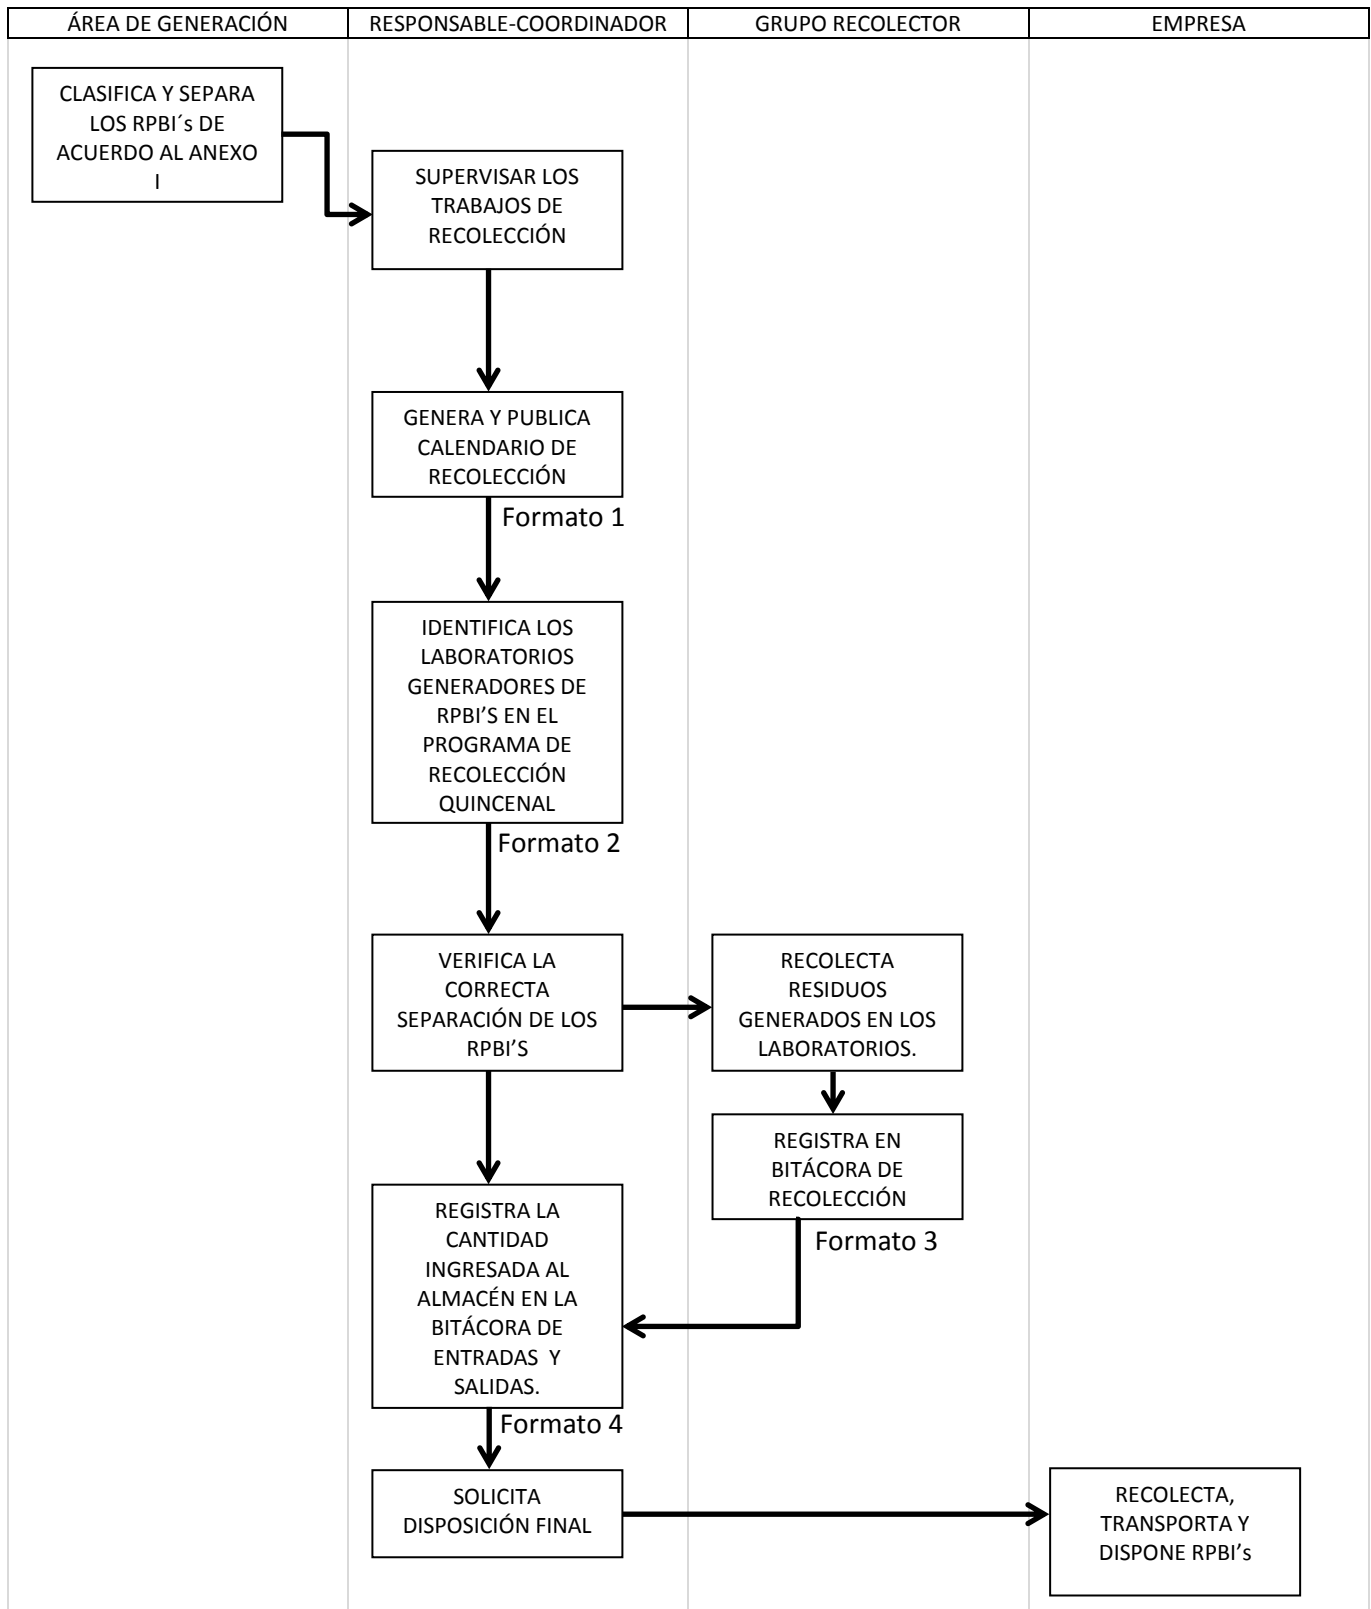 ÁREA DE GENERACIÓN
RESPONSABLE-COORDINADOR
GRUPO RECOLECTOR
EMPRESA
CLASIFICA Y SEPARA
LOS RPBI´s DE
ACUERDO AL ANEXO
I
SUPERVISAR LOS
TRABAJOS DE
RECOLECCIÓN
GENERA Y PUBLICA
CALENDARIO DE
RECOLECCIÓN
Formato 1
IDENTIFICA LOS
LABORATORIOS
GENERADORES DE
RPBI’S EN EL
PROGRAMA DE
RECOLECCIÓN
QUINCENAL
Formato 2
VERIFICA LA
CORRECTA
SEPARACIÓN DE LOS
RPBI’S
RECOLECTA
RESIDUOS
GENERADOS EN LOS
LABORATORIOS.
REGISTRA EN
BITÁCORA DE
RECOLECCIÓN
Formato 3
REGISTRA LA
CANTIDAD
INGRESADA AL
ALMACÉN EN LA
BITÁCORA DE
ENTRADAS Y
SALIDAS.
Formato 4
SOLICITA
DISPOSICIÓN FINAL
RECOLECTA,
TRANSPORTA Y
DISPONE RPBI’s